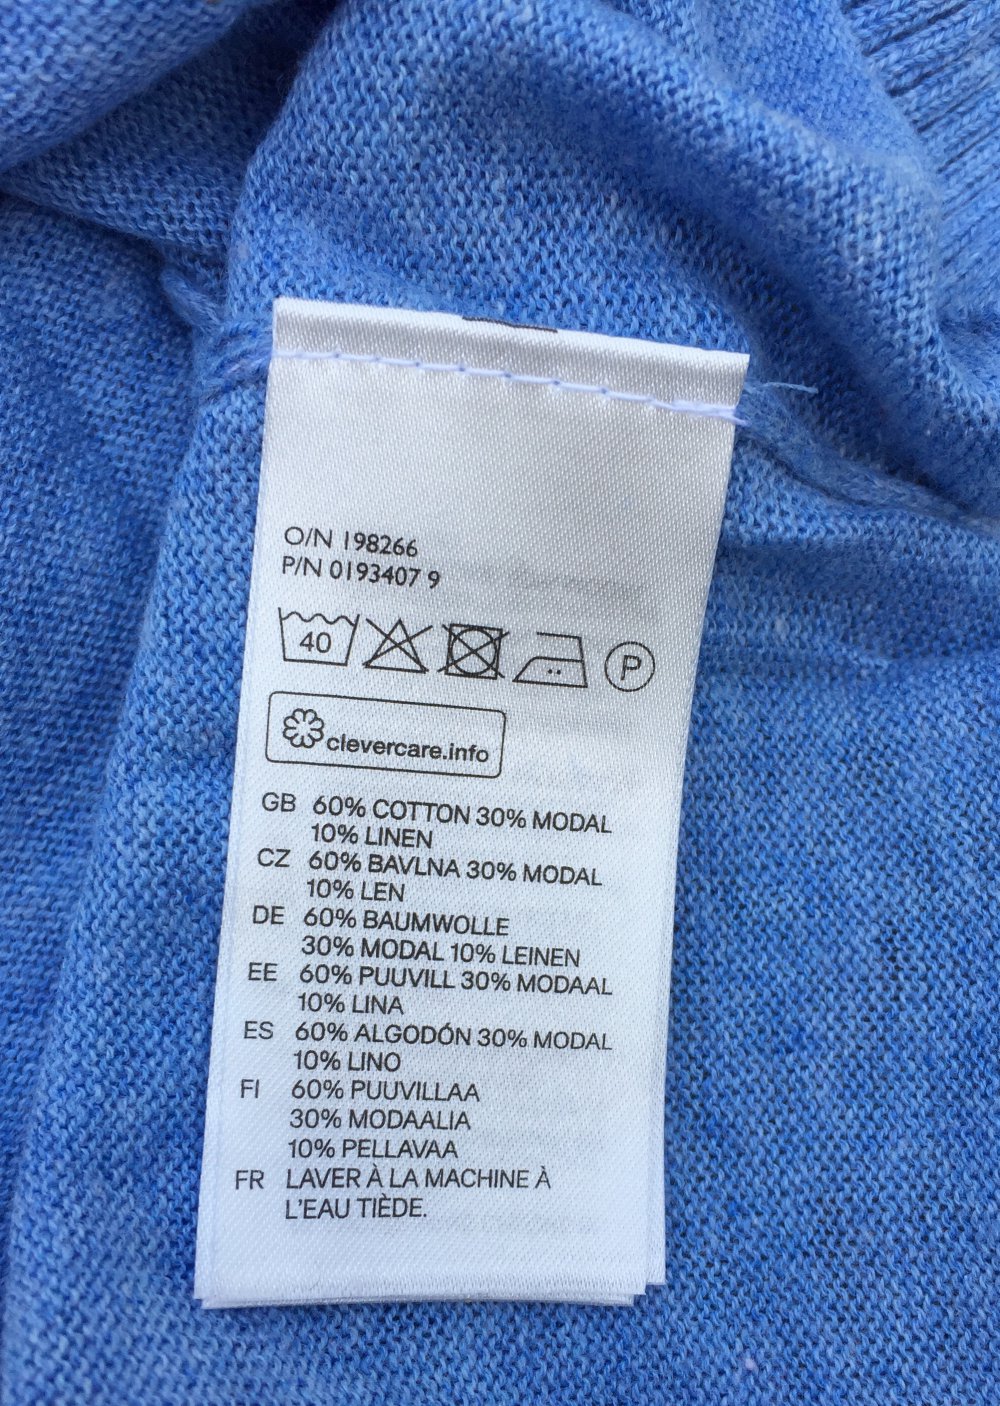 O/N 198266
P/N 0193407 9
40 P
clevercare.info
GB 60% COTTON 30% MODAL
10% LINEN
CZ 60% BAVLNA 30% MODAL
10% LEN
DE 60% BAUMWOLLE
30% MODAL 10% LEINEN
EE 60% PUUVILL 30% MODAAL
10% LINA
ES 60% ALGODÓN 30% MODAL
10% LINO
FI 60% PUUVILLAA
30% MODAALIA
10% PELLAVAA
FR LAVER À LA MACHINE À
L'EAU TIÈDE.